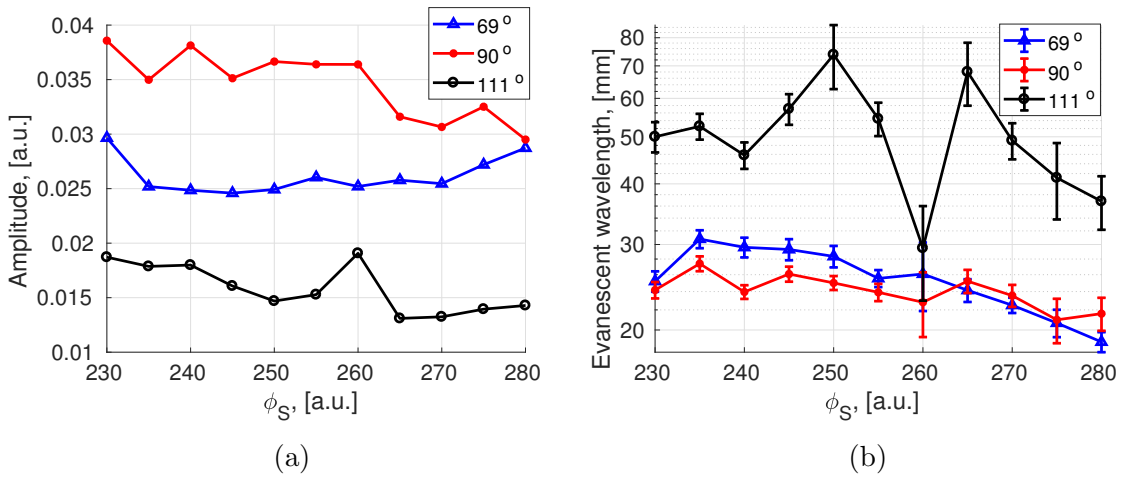 0.04
0.035
0.03
0.025
0.02
0.015
0.01
Amplitude, [a.u.]
230 240 250 260 270 280
ϕS, [a.u.]
69 o
90 o
111 o
(a)
80
70
60
50
40
30
20
Evanescent wavelength, [mm]
230 240 250 260 270 280
ϕS, [a.u.]
69 o
90 o
111 o
(b)